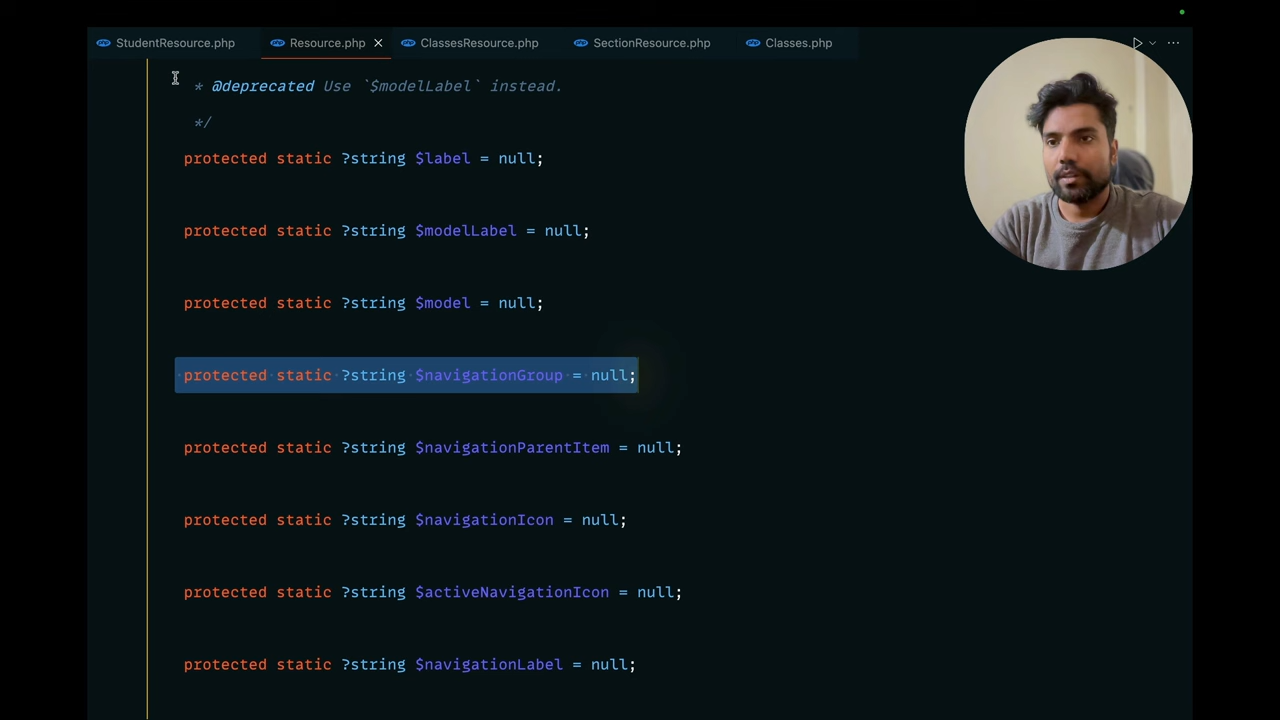 StudentResource.php
Resource.php
ClassesResource.php
SectionResource.php
Classes.php
* @deprecated Use `$modelLabel` instead.
*/
protected static ?string $label = null;
protected static ?string $modelLabel = null;
protected static ?string $model = null;
protected static ?string $navigationGroup = null;
protected static ?string $navigationParentItem = null;
protected static ?string $navigationIcon = null;
protected static ?string $activeNavigationIcon = null;
protected static ?string $navigationLabel = null;